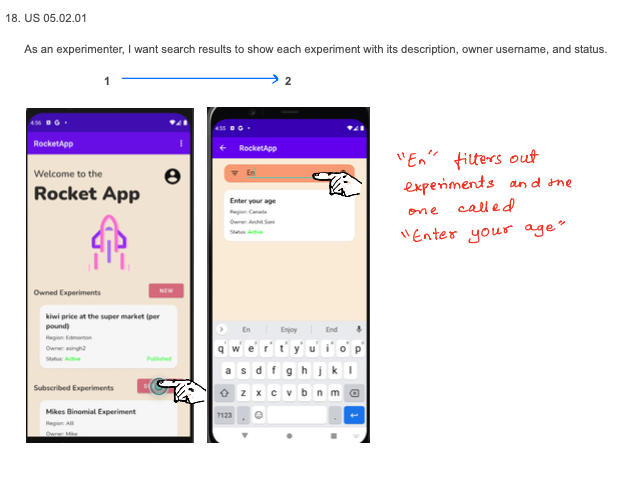 18. US 05.02.01
As an experimenter, I want search results to show each experiment with its description, owner username, and status.
1
2
4:56
RocketApp
Welcome to the
Rocket App
Owned Experiments
NEW
kiwi price at the super market (per
pound)
Region: Edmonton
Owner: asingh2
Status: Active
Published
Subscribed Experiments
Mikes Binomial Experiment
Region: AB
Owner: Mike
4:55
RocketApp
En
Enter your age
Region: Canada
Owner: Archit Siani
Status: Active
En
Enjoy
End
q w e r t y u i o p
a s d f g h j k l
z x c v b n m
?123 , .
"En" filters out
experiments and the
one called
"Enter your age"